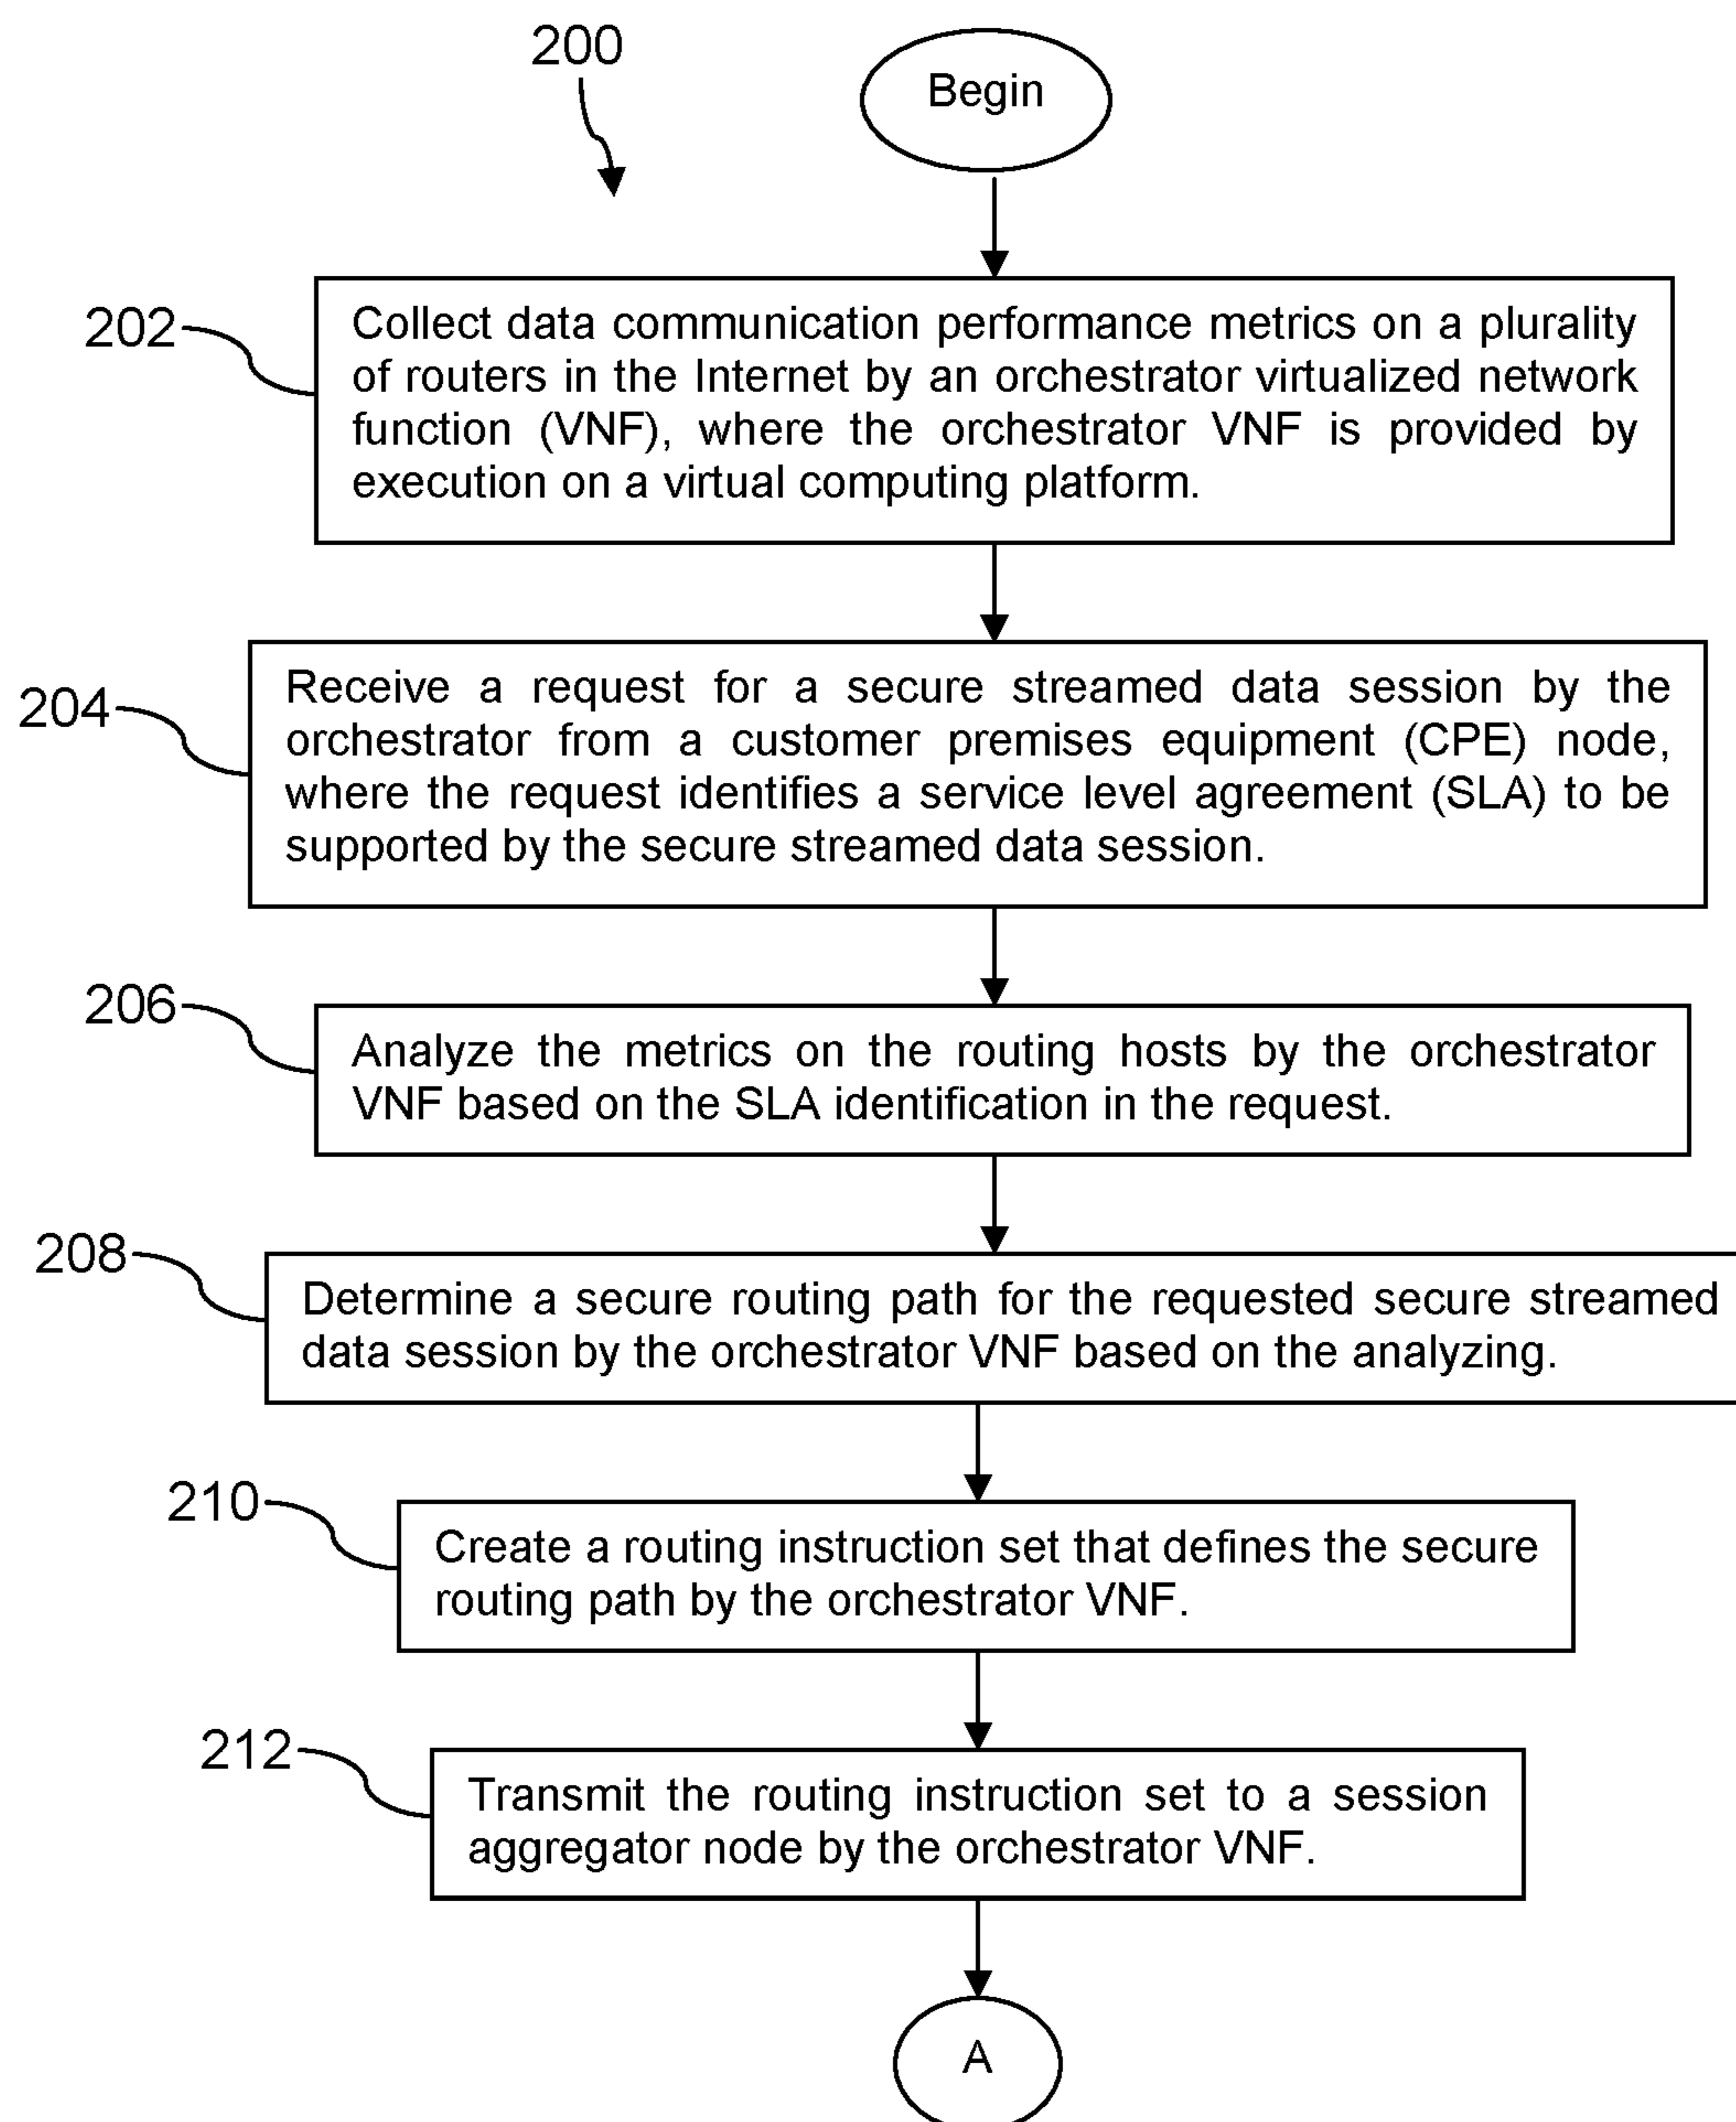 200
Begin
202
Collect data communication performance metrics on a plurality
of routers in the Internet by an orchestrator virtualized network
function (VNF), where the orchestrator VNF is provided by
execution on a virtual computing platform.
204
Receive a request for a secure streamed data session by the
orchestrator from a customer premises equipment (CPE) node,
where the request identifies a service level agreement (SLA) to be
supported by the secure streamed data session.
206
Analyze the metrics on the routing hosts by the orchestrator
VNF based on the SLA identification in the request.
208
Determine a secure routing path for the requested secure streamed
data session by the orchestrator VNF based on the analyzing.
210
Create a routing instruction set that defines the secure
routing path by the orchestrator VNF.
212
Transmit the routing instruction set to a session
aggregator node by the orchestrator VNF.
A